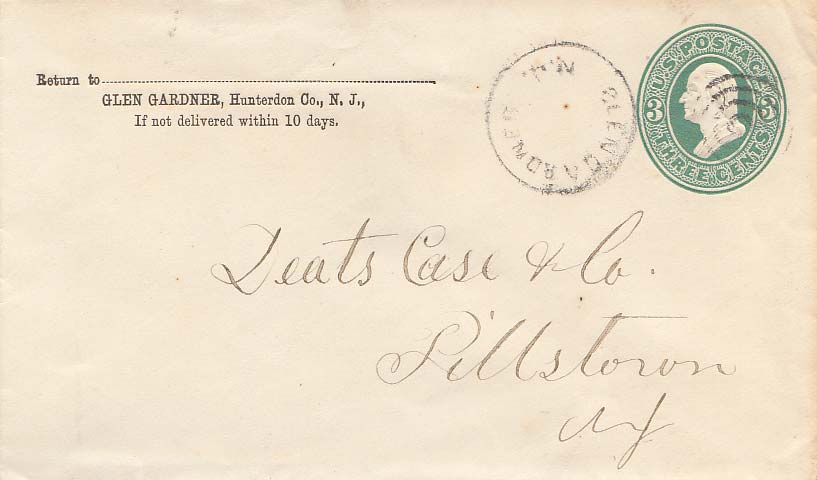 Return to
GLEN GARDNER, Hunterdon Co., N. J.,
If not delivered within 10 days.
GLEN GARDNER N.J.
U.S. POSTAGE
3 3
THREE CENTS
Deats Case & Co.
Pittstown
NJ